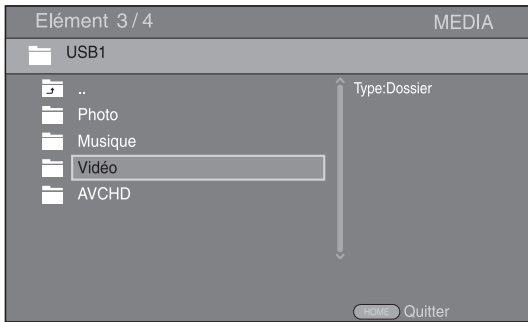 Elément 3 / 4 MEDIA
USB1
..
Type:Dossier
Photo
Musique
Vidéo
AVCHD
HOME Quitter